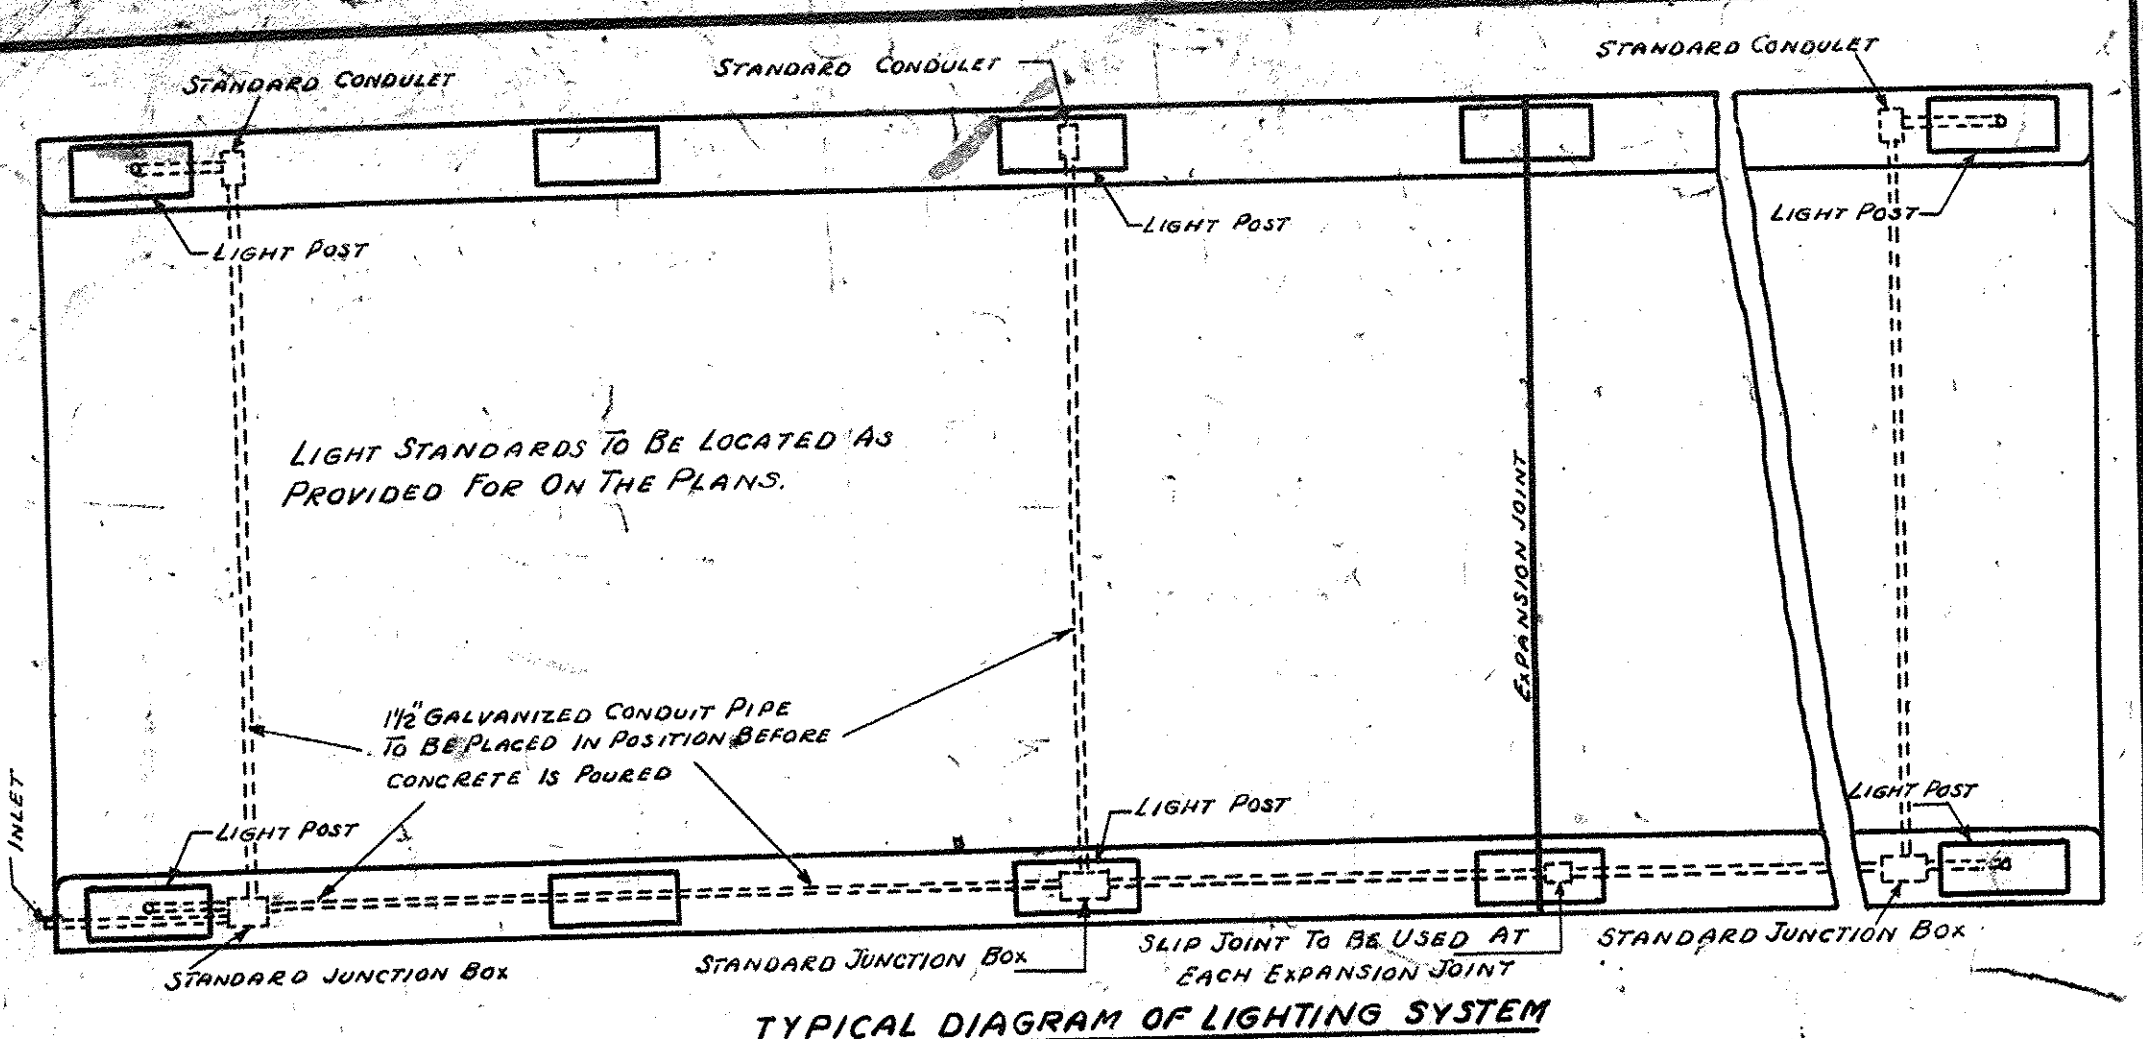 STANDARD CONDULET
STANDARD CONDULET
STANDARD CONDULET
LIGHT POST
LIGHT POST
LIGHT POST
LIGHT STANDARDS TO BE LOCATED AS
PROVIDED FOR ON THE PLANS.
EXPANSION JOINT
1½" GALVANIZED CONDUIT PIPE
TO BE PLACED IN POSITION BEFORE
CONCRETE IS POURED
INLET
LIGHT POST
LIGHT POST
LIGHT POST
STANDARD JUNCTION BOX
STANDARD JUNCTION BOX
SLIP JOINT TO BE USED AT
EACH EXPANSION JOINT
STANDARD JUNCTION BOX
TYPICAL DIAGRAM OF LIGHTING SYSTEM